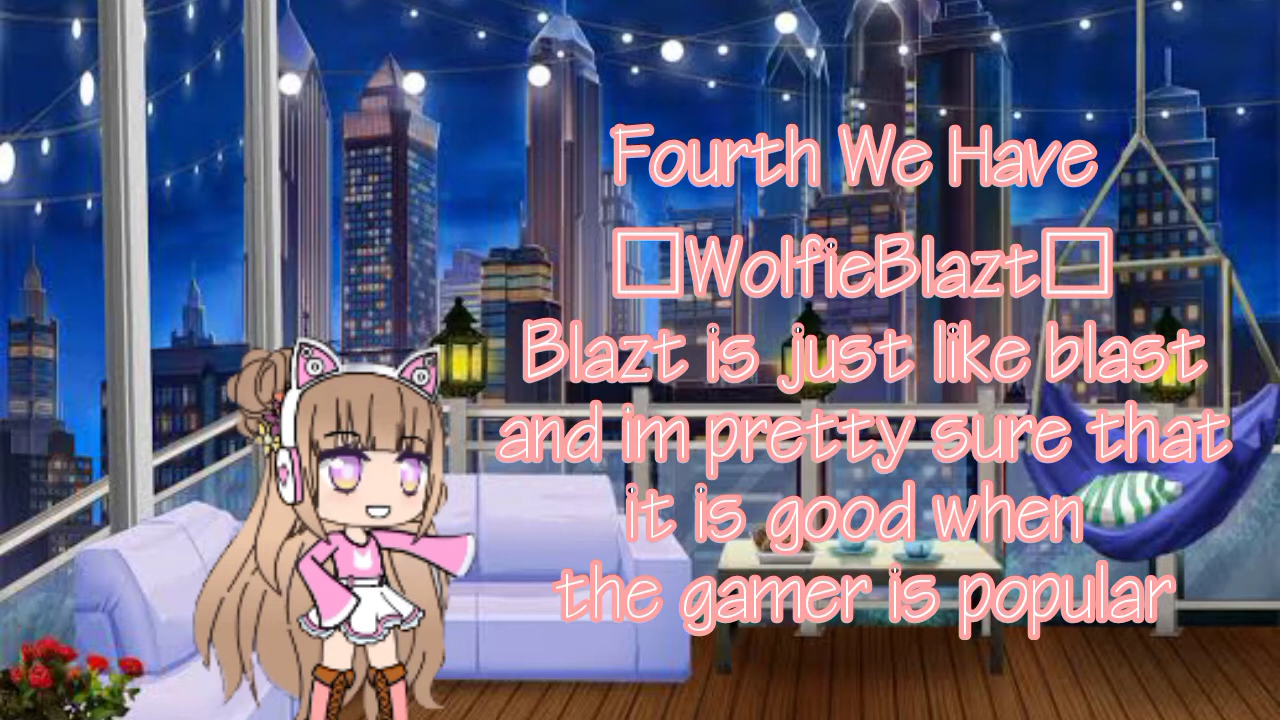 Fourth We Have
□WolfieBlazt□
Blazt is just like blast
and im pretty sure that
it is good when
the gamer is popular